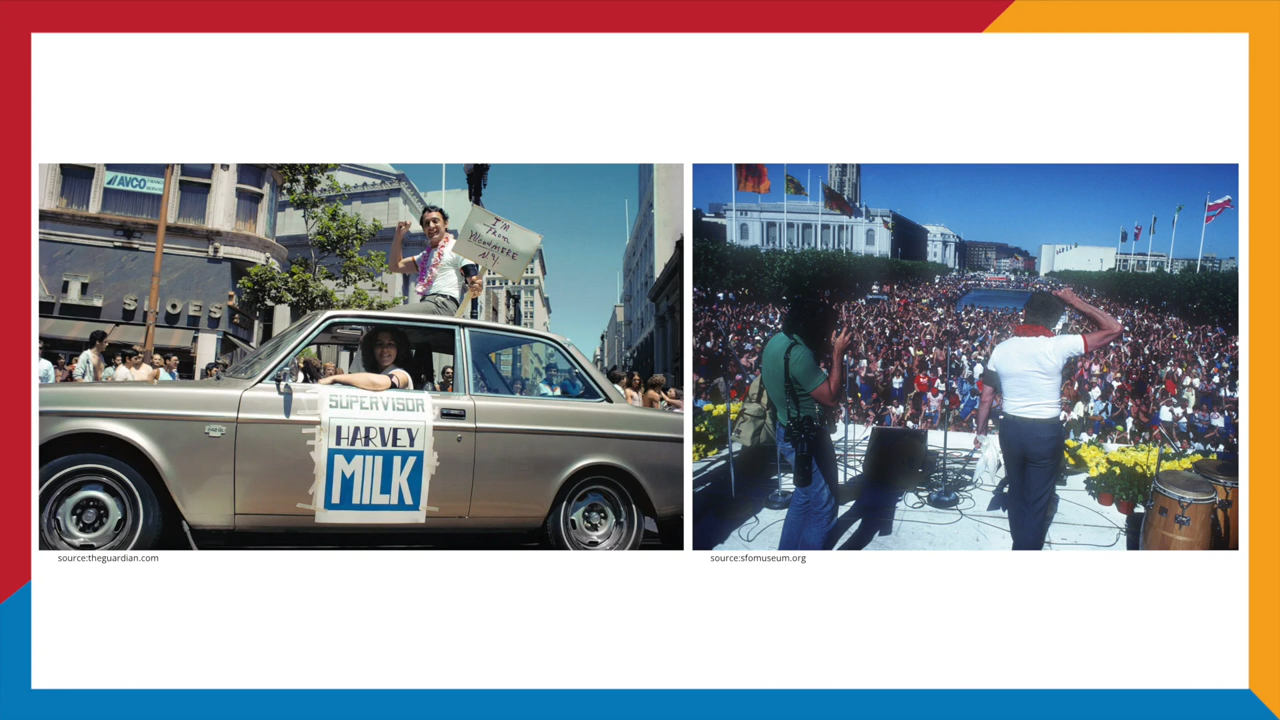 AVCO
T SHOES
I'M
From
WOODMERE
N.Y.
SUPERVISOR
HARVEY
MILK
source:theguardian.com
source:sfomuseum.org